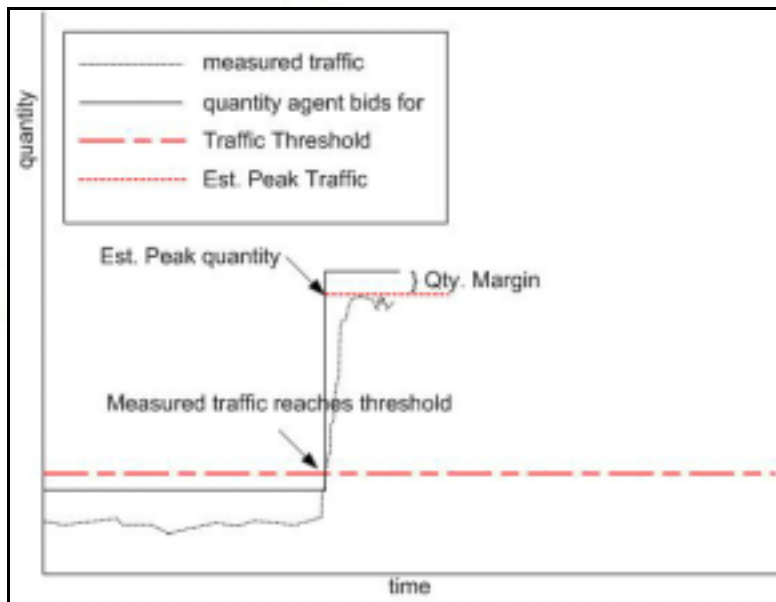 quantity
measured traffic
quantity agent bids for
Traffic Threshold
Est. Peak Traffic
Est. Peak quantity
} Qty. Margin
Measured traffic reaches threshold
time